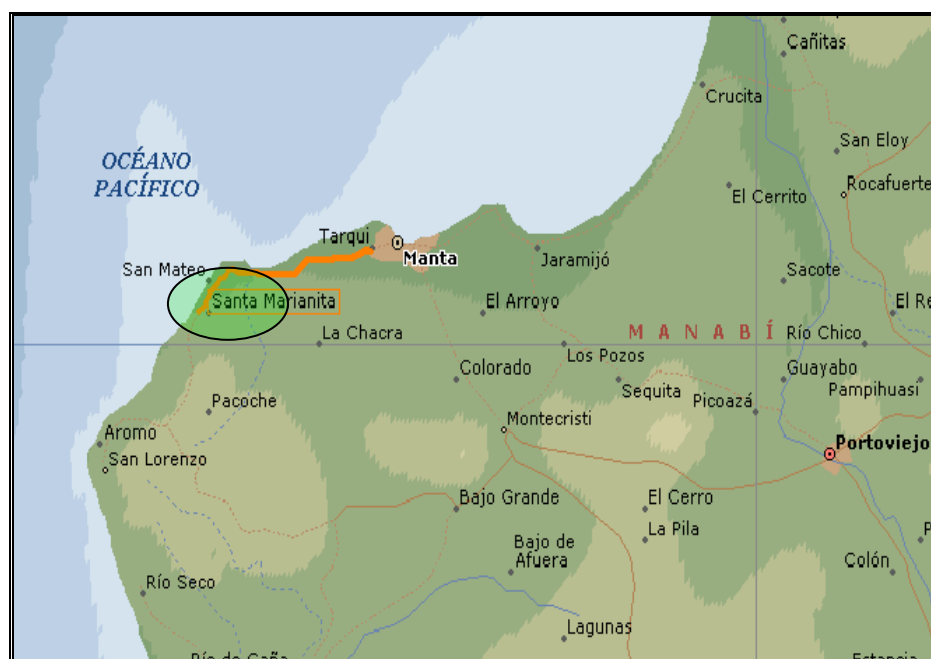 Cañitas
Crucita
San Eloy
OCÉANO
PACÍFICO
Rocafuerte
El Cerrito
Tarqui
Manta
Jaramijó
San Mateo
Sacote
Santa Marianita
El Arroyo
La Chacra
MANABÍ
Río Chico
Los Pozos
Colorado
Guayabo
Sequita
Pampihuasi
Pacoche
Picoazá
Montecristi
Aromo
Portoviejo
San Lorenzo
Bajo Grande
El Cerro
La Pila
Bajo de
Afuera
Colón
Río Seco
Lagunas